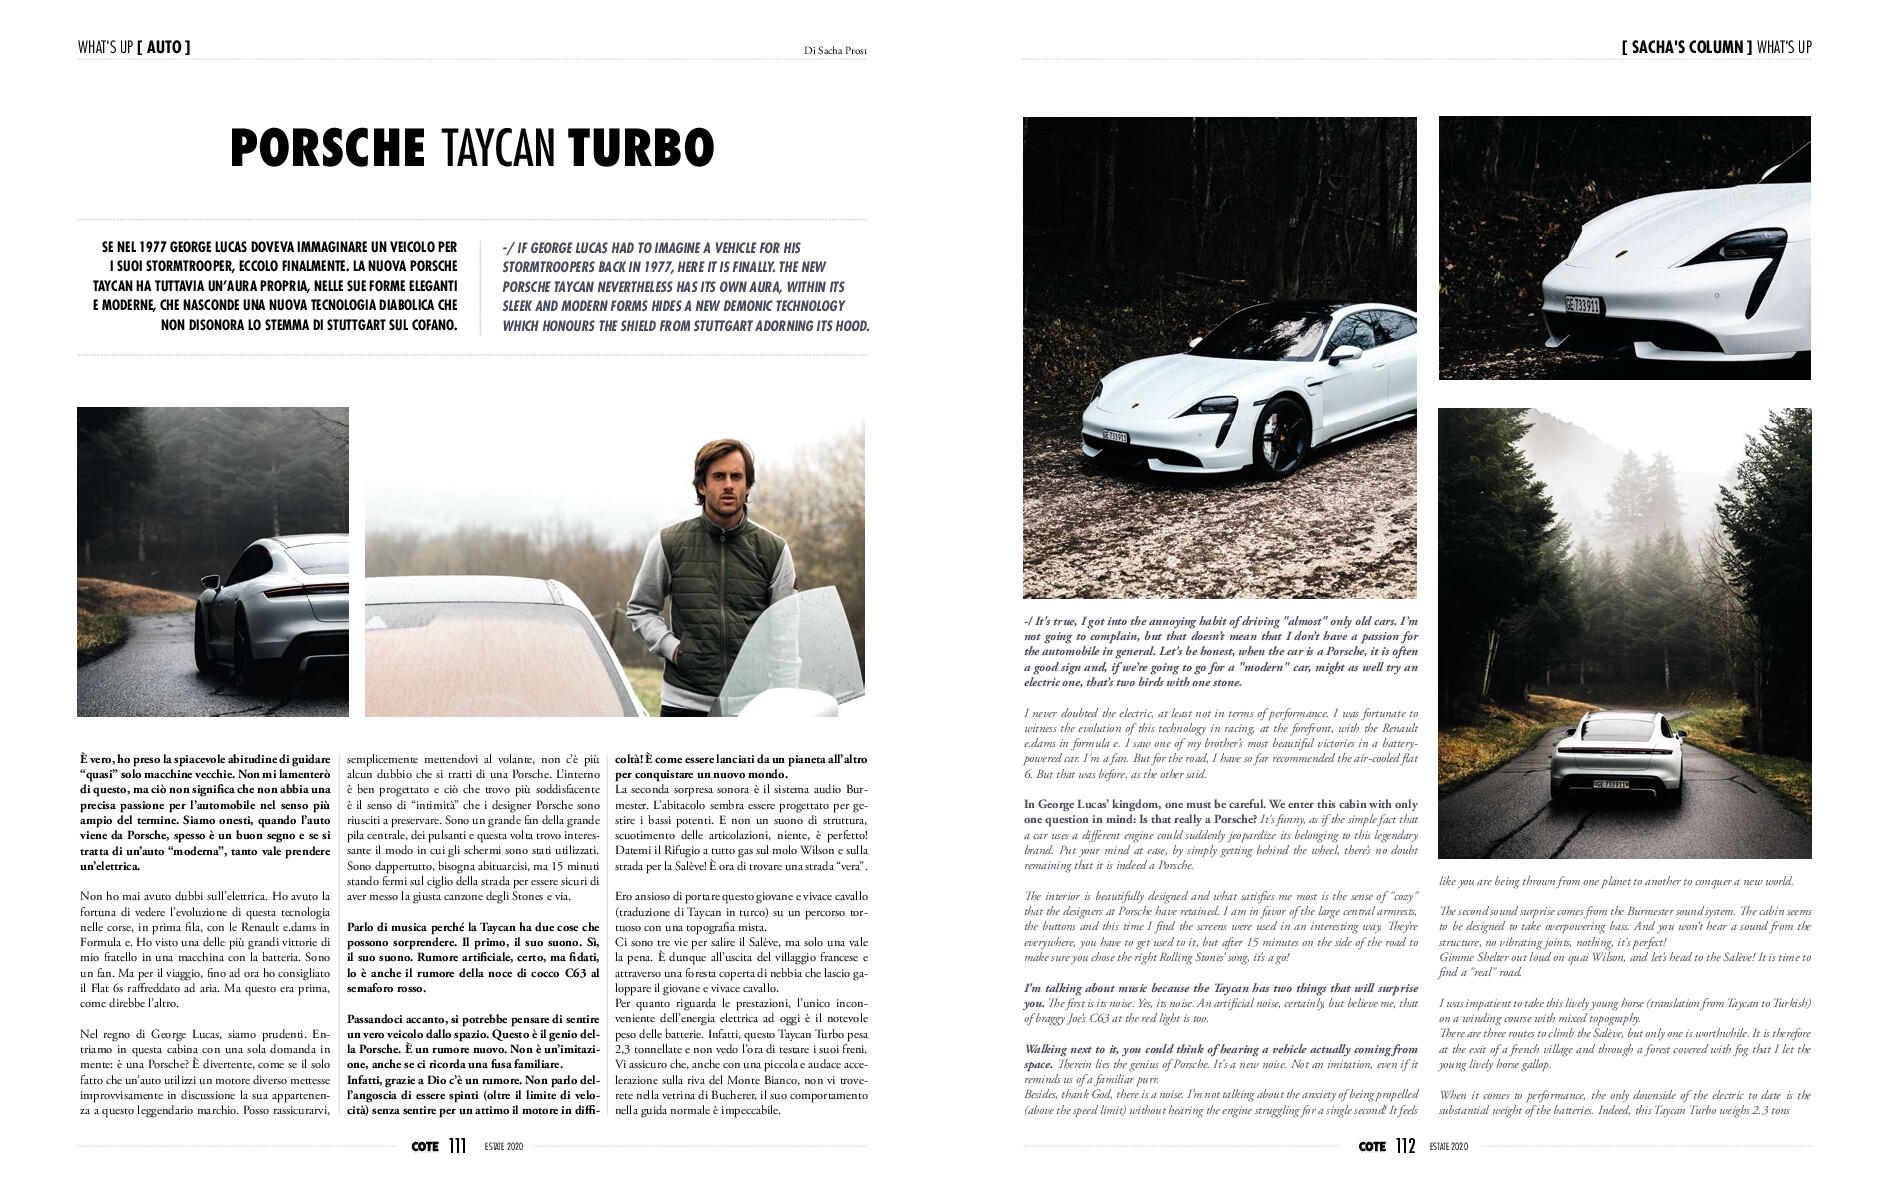 WHAT'S UP [ AUTO ]
Di Sacha Prost
PORSCHE TAYCAN TURBO
SE NEL 1977 GEORGE LUCAS DOVEVA IMMAGINARE UN VEICOLO PER
I SUOI STORMTROOPER, ECCOLO FINALMENTE. LA NUOVA PORSCHE
TAYCAN HA TUTTAVIA UN'AURA PROPRIA, NELLE SUE FORME ELEGANTI
E MODERNE, CHE NASCONDE UNA NUOVA TECNOLOGIA DIABOLICA CHE
NON DISONORA LO STEMMA DI STUTTGART SUL COFANO.
-/ IF GEORGE LUCAS HAD TO IMAGINE A VEHICLE FOR HIS
STORMTROOPERS BACK IN 1977, HERE IT IS FINALLY. THE NEW
PORSCHE TAYCAN NEVERTHELESS HAS ITS OWN AURA, WITHIN ITS
SLEEK AND MODERN FORMS HIDES A NEW DEMONIC TECHNOLOGY
WHICH HONOURS THE SHIELD FROM STUTTGART ADORNING ITS HOOD.
È vero, ho preso la spiacevole abitudine di guidare
“quasi” solo macchine vecchie. Non mi lamenterò
di questo, ma ciò non significa che non abbia una
precisa passione per l’automobile nel senso più
ampio del termine. Siamo onesti, quando l’auto
viene da Porsche, spesso è un buon segno e se si
tratta di un’auto “moderna”, tanto vale prendere
un’elettrica.
Non ho mai avuto dubbi sull’elettrica. Ho avuto la
fortuna di vedere l’evoluzione di questa tecnologia
nelle corse, in prima fila, con le Renault e.dams in
Formula e. Ho visto una delle più grandi vittorie di
mio fratello in una macchina con la batteria. Sono
un fan. Ma per il viaggio, fino ad ora ho consigliato
il Flat 6s raffreddato ad aria. Ma questo era prima,
come direbbe l’altro.
Nel regno di George Lucas, siamo prudenti. En-
triamo in questa cabina con una sola domanda in
mente: è una Porsche? È divertente, come se il solo
fatto che un’auto utilizzi un motore diverso mettesse
improvvisamente in discussione la sua appartenen-
za a questo leggendario marchio. Posso rassicurarvi,
semplicemente mettendovi al volante, non c’è più
alcun dubbio che si tratti di una Porsche. L’interno
è ben progettato e ciò che trovo più soddisfacente
è il senso di “intimità” che i designer Porsche sono
riusciti a preservare. Sono un grande fan della grande
pila centrale, dei pulsanti e questa volta trovo interes-
sante il modo in cui gli schermi sono stati utilizzati.
Sono dappertutto, bisogna abituarcisi, ma 15 minuti
stando fermi sul ciglio della strada per essere sicuri di
aver messo la giusta canzone degli Stones e via.
Parlo di musica perché la Taycan ha due cose che
possono sorprendere. Il primo, il suo suono. Sì,
il suo suono. Rumore artificiale, certo, ma fidati,
lo è anche il rumore della noce di cocco C63 al
semaforo rosso.
Passandoci accanto, si potrebbe pensare di sentire
un vero veicolo dallo spazio. Questo è il genio del-
la Porsche. È un rumore nuovo. Non è un’imitazi-
one, anche se ci ricorda una fusa familiare.
Infatti, grazie a Dio c’è un rumore. Non parlo del-
l’angoscia di essere spinti (oltre il limite di velo-
cità) senza sentire per un attimo il motore in diffi-
coltà! È come essere lanciati da un pianeta all’altro
per conquistare un nuovo mondo.
La seconda sorpresa sonora è il sistema audio Bur-
mester. L’abitacolo sembra essere progettato per ge-
stire i bassi potenti. E non un suono di struttura,
scuotimento delle articolazioni, niente, è perfetto!
Datemi il Rifugio a tutto gas sul molo Wilson e sulla
strada per la Salève! È ora di trovare una strada “vera”.
Ero ansioso di portare questo giovane e vivace cavallo
(traduzione di Taycan in turco) su un percorso tor-
tuoso con una topografia mista.
Ci sono tre vie per salire il Salève, ma solo una vale
la pena. È dunque all’uscita del villaggio francese e
attraverso una foresta coperta di nebbia che lascio ga-
loppare il giovane e vivace cavallo.
Per quanto riguarda le prestazioni, l’unico incon-
veniente dell’energia elettrica ad oggi è il notevole
peso delle batterie. Infatti, questo Taycan Turbo pesa
2,3 tonnellate e non vedo l’ora di testare i suoi freni.
Vi assicuro che, anche con una piccola e audace acce-
lerazione sulla riva del Monte Bianco, non vi trove-
rete nella vetrina di Bucherer, il suo comportamento
nella guida normale è impeccabile.
COTE 111 ESTATE 2020
[ SACHA'S COLUMN ] WHAT'S UP
GE·733911
GE·733911
-/ It's true, I got into the annoying habit of driving "almost" only old cars. I’m
not going to complain, but that doesn’t mean that I don’t have a passion for
the automobile in general. Let's be honest, when the car is a Porsche, it is often
a good sign and, if we’re going to go for a "modern" car, might as well try an
electric one, that’s two birds with one stone.
I never doubted the electric, at least not in terms of performance. I was fortunate to
witness the evolution of this technology in racing, at the forefront, with the Renault
e.dams in formula e. I saw one of my brother’s most beautiful victories in a battery-
powered car. I’m a fan. But for the road, I have so far recommended the air-cooled flat
6. But that was before, as the other said.
In George Lucas’ kingdom, one must be careful. We enter this cabin with only
one question in mind: Is that really a Porsche? It’s funny, as if the simple fact that
a car uses a different engine could suddenly jeopardize its belonging to this legendary
brand. Put your mind at ease, by simply getting behind the wheel, there’s no doubt
remaining that it is indeed a Porsche.
The interior is beautifully designed and what satisfies me most is the sense of "cozy"
that the designers at Porsche have retained. I am in favor of the large central armrests,
the buttons and this time I find the screens were used in an interesting way. They’re
everywhere, you have to get used to it, but after 15 minutes on the side of the road to
make sure you chose the right Rolling Stones’ song, it’s a go!
I’m talking about music because the Taycan has two things that will surprise
you. The first is its noise. Yes, its noise. An artificial noise, certainly, but believe me, that
of braggy Joe’s C63 at the red light is too.
Walking next to it, you could think of hearing a vehicle actually coming from
space. Therein lies the genius of Porsche. It's a new noise. Not an imitation, even if it
reminds us of a familiar purr.
Besides, thank God, there is a noise. I'm not talking about the anxiety of being propelled
(above the speed limit) without hearing the engine struggling for a single second! It feels
GE·733911
like you are being thrown from one planet to another to conquer a new world.
The second sound surprise comes from the Burmester sound system. The cabin seems
to be designed to take overpowering bass. And you won’t hear a sound from the
structure, no vibrating joints, nothing, it’s perfect!
Gimme Shelter out loud on quai Wilson, and let’s head to the Salève! It is time to
find a "real" road.
I was impatient to take this lively young horse (translation from Taycan to Turkish)
on a winding course with mixed topography.
There are three routes to climb the Salève, but only one is worthwhile. It is therefore
at the exit of a french village and through a forest covered with fog that I let the
young lively horse gallop.
When it comes to performance, the only downside of the electric to date is the
substantial weight of the batteries. Indeed, this Taycan Turbo weighs 2.3 tons
COTE 112 ESTATE 2020